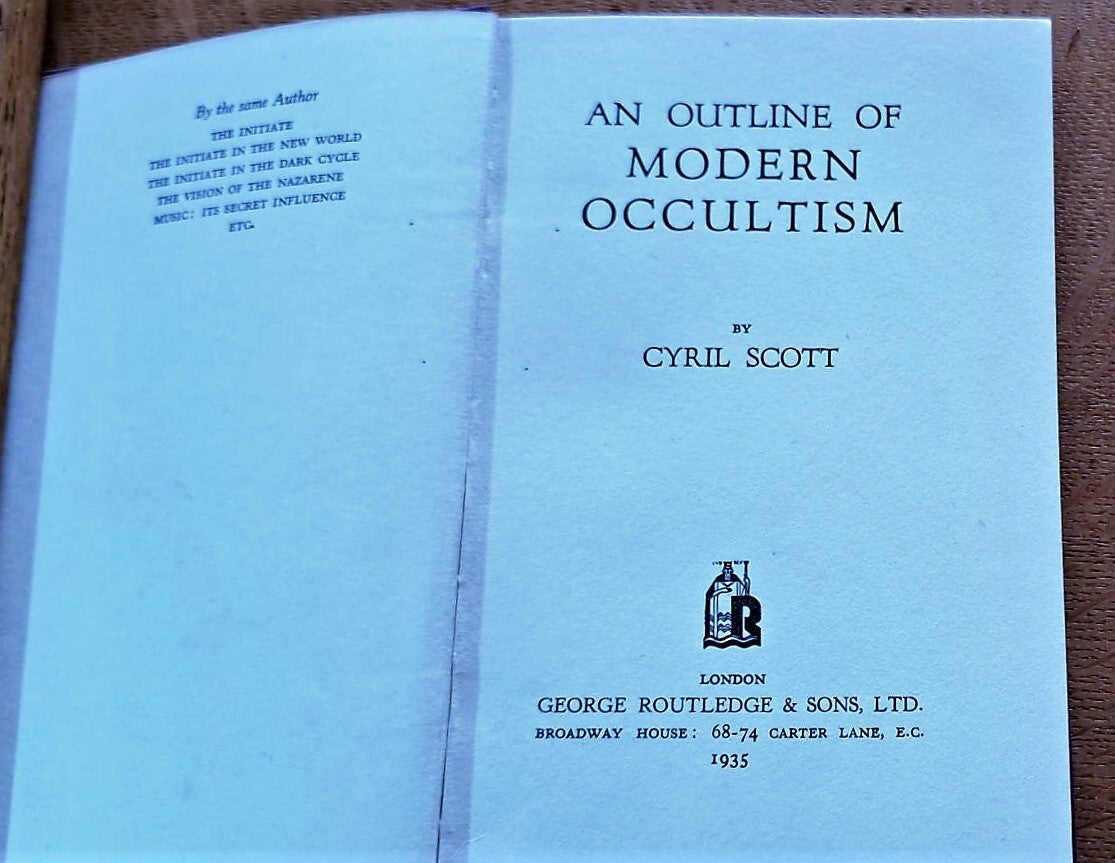 By the same Author
THE INITIATE
THE INITIATE IN THE NEW WORLD
THE INITIATE IN THE DARK CYCLE
THE VISION OF THE NAZARENE
MUSIC: ITS SECRET INFLUENCE
ETC.
AN OUTLINE OF
MODERN
OCCULTISM
BY
CYRIL SCOTT
R
LONDON
GEORGE ROUTLEDGE & SONS, LTD.
BROADWAY HOUSE: 68-74 CARTER LANE, E.C.
1935